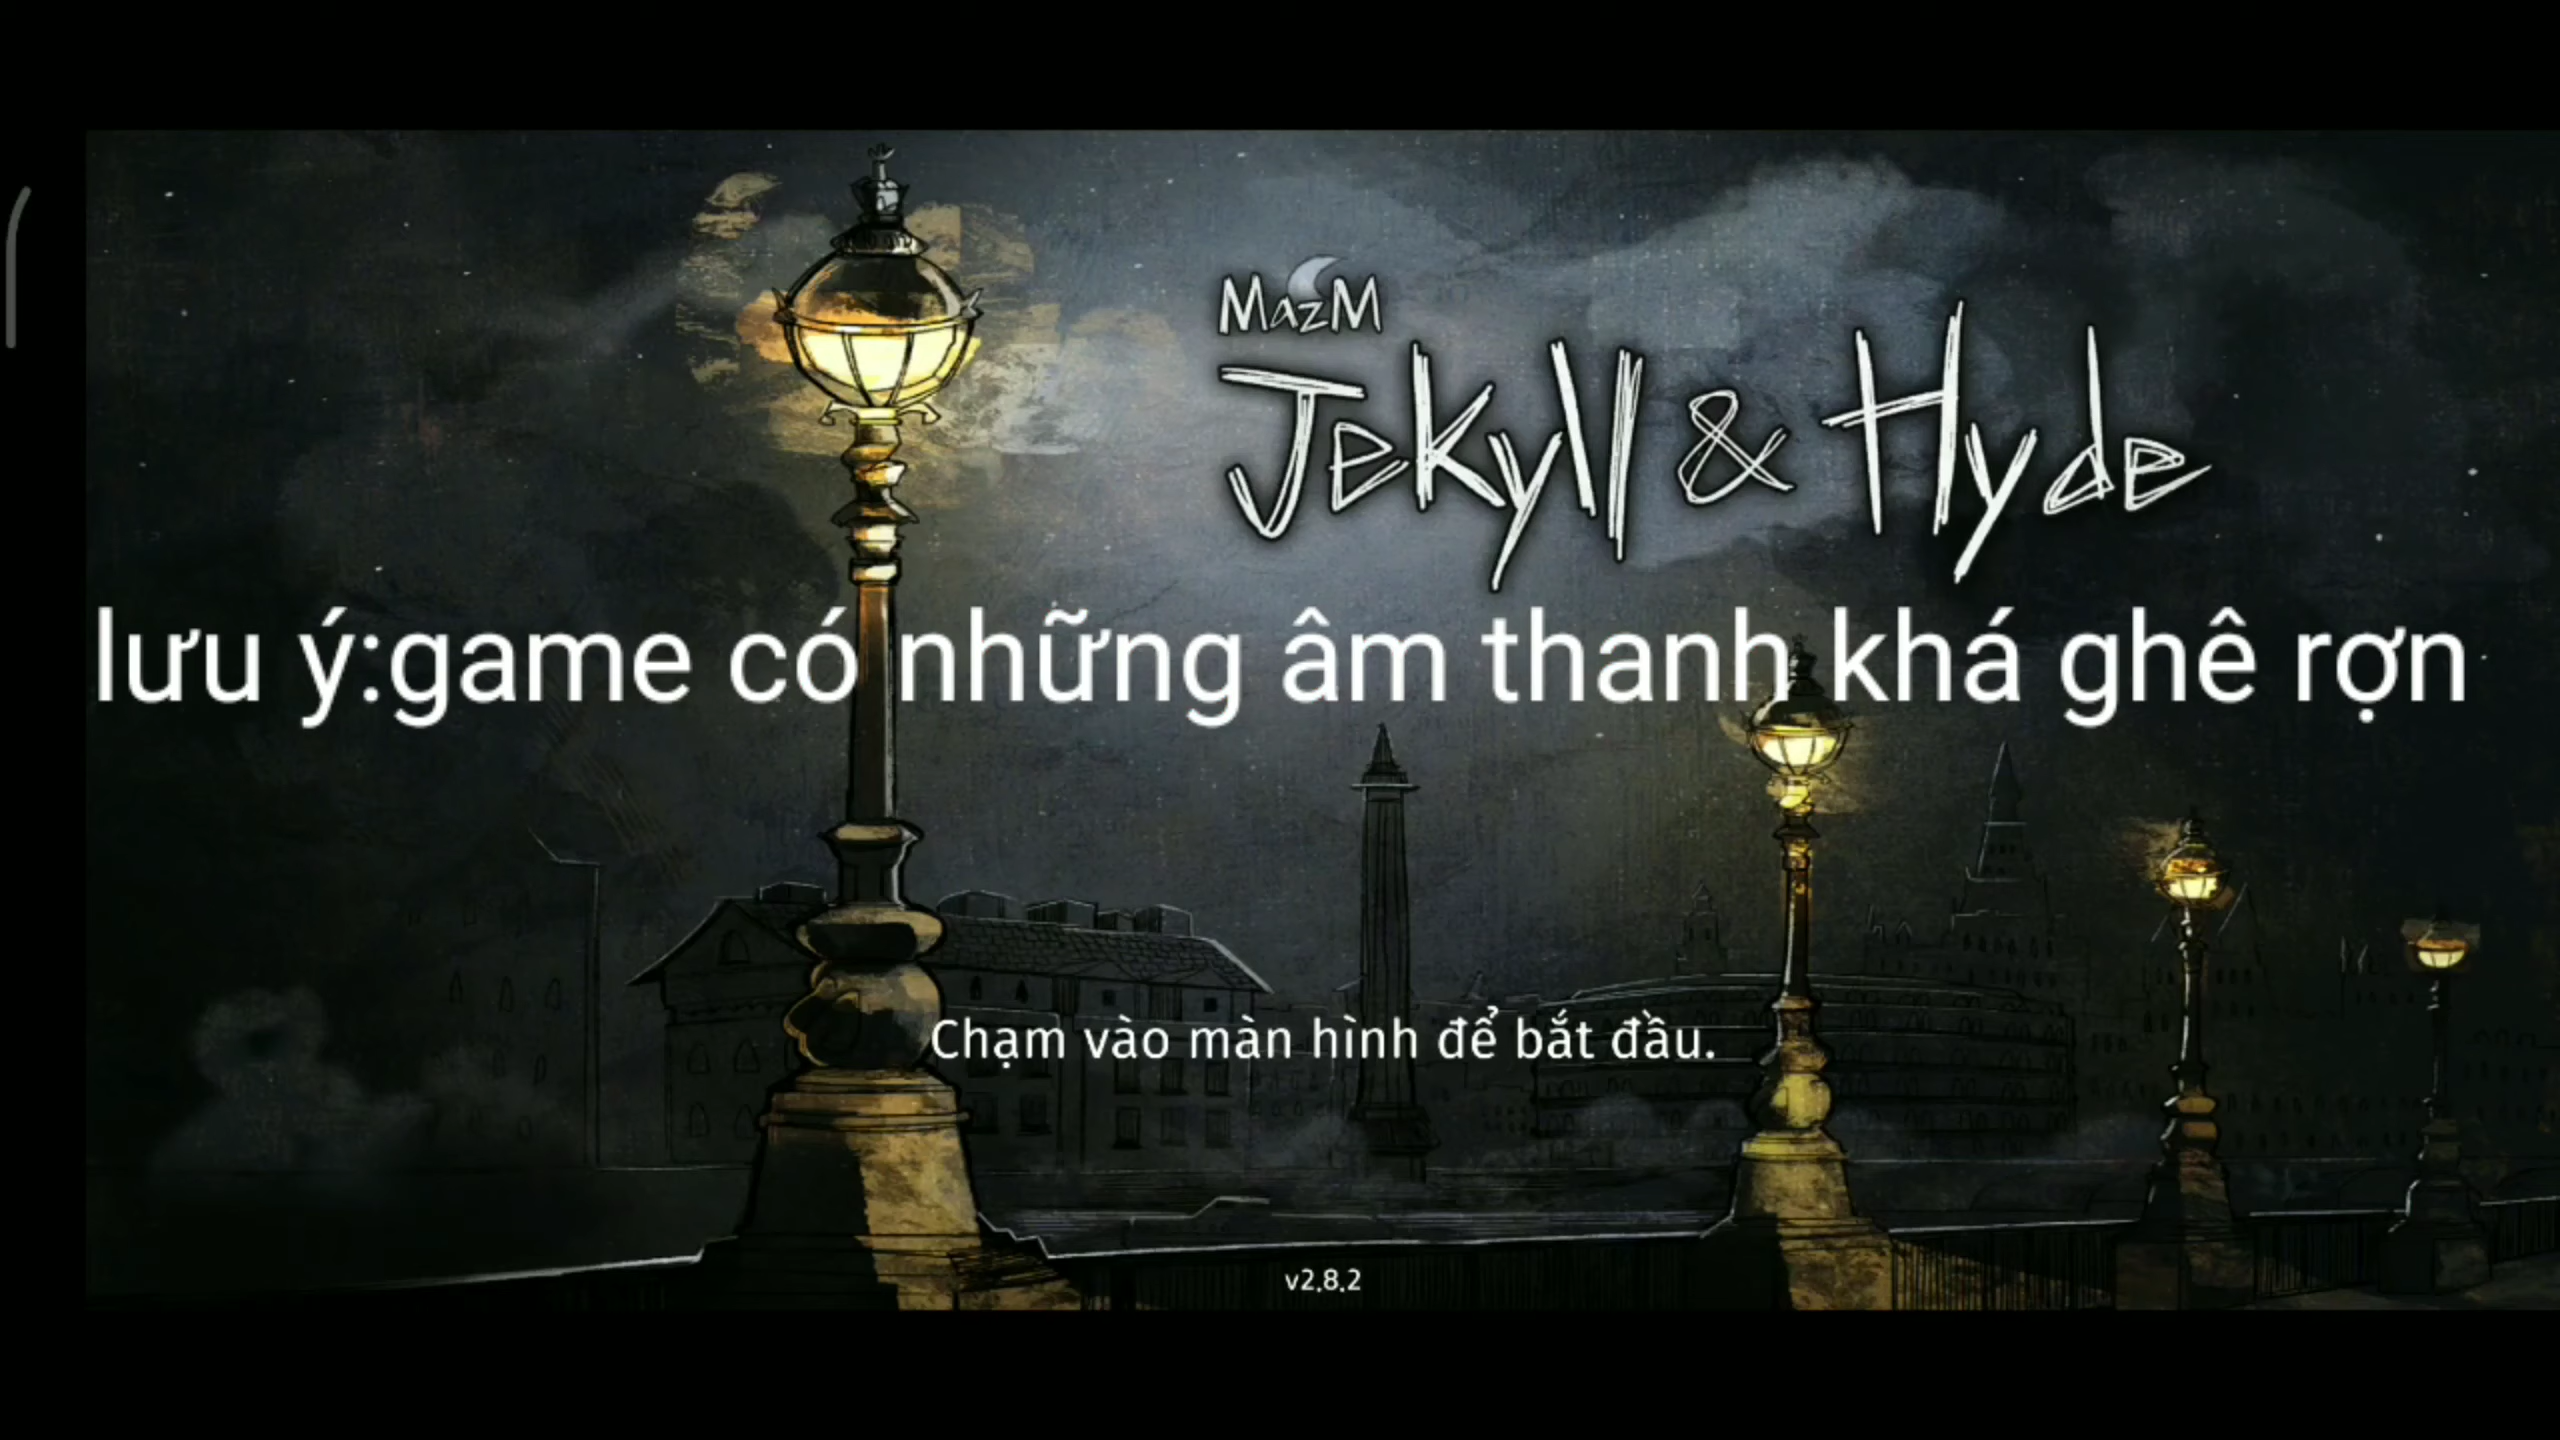 MazM
Jekyll & Hyde
lưu ý:game có những âm thanh khá ghê rợn
Chạm vào màn hình để bắt đầu.
v2.8.2